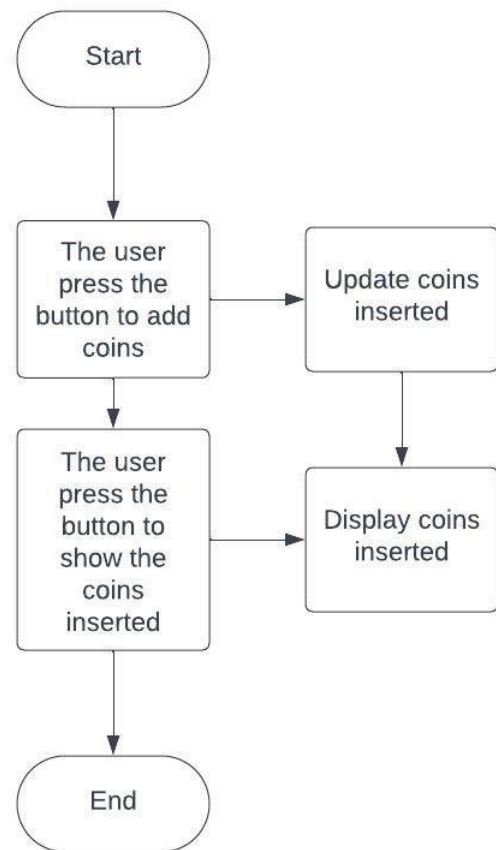 Start
The user
press the
button to add
coins
Update coins
inserted
The user
press the
button to
show the
coins
inserted
Display coins
inserted
End